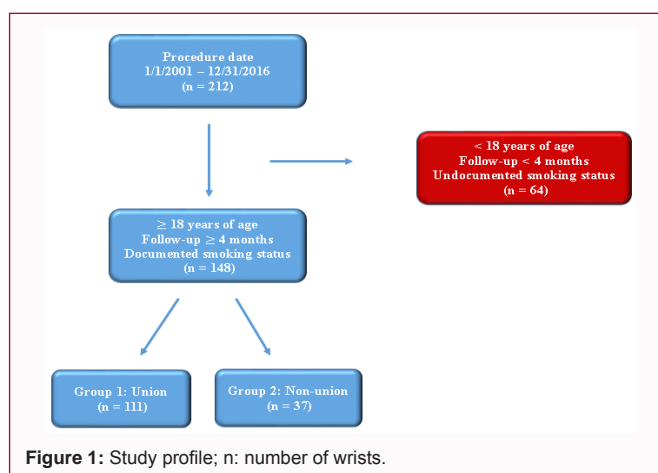 Procedure date
1/1/2001 – 12/31/2016
(n = 212)
< 18 years of age
Follow-up < 4 months
Undocumented smoking status
(n = 64)
≥ 18 years of age
Follow-up ≥ 4 months
Documented smoking status
(n = 148)
Group 1: Union
(n = 111)
Group 2: Non-union
(n = 37)
Figure 1: Study profile; n: number of wrists.